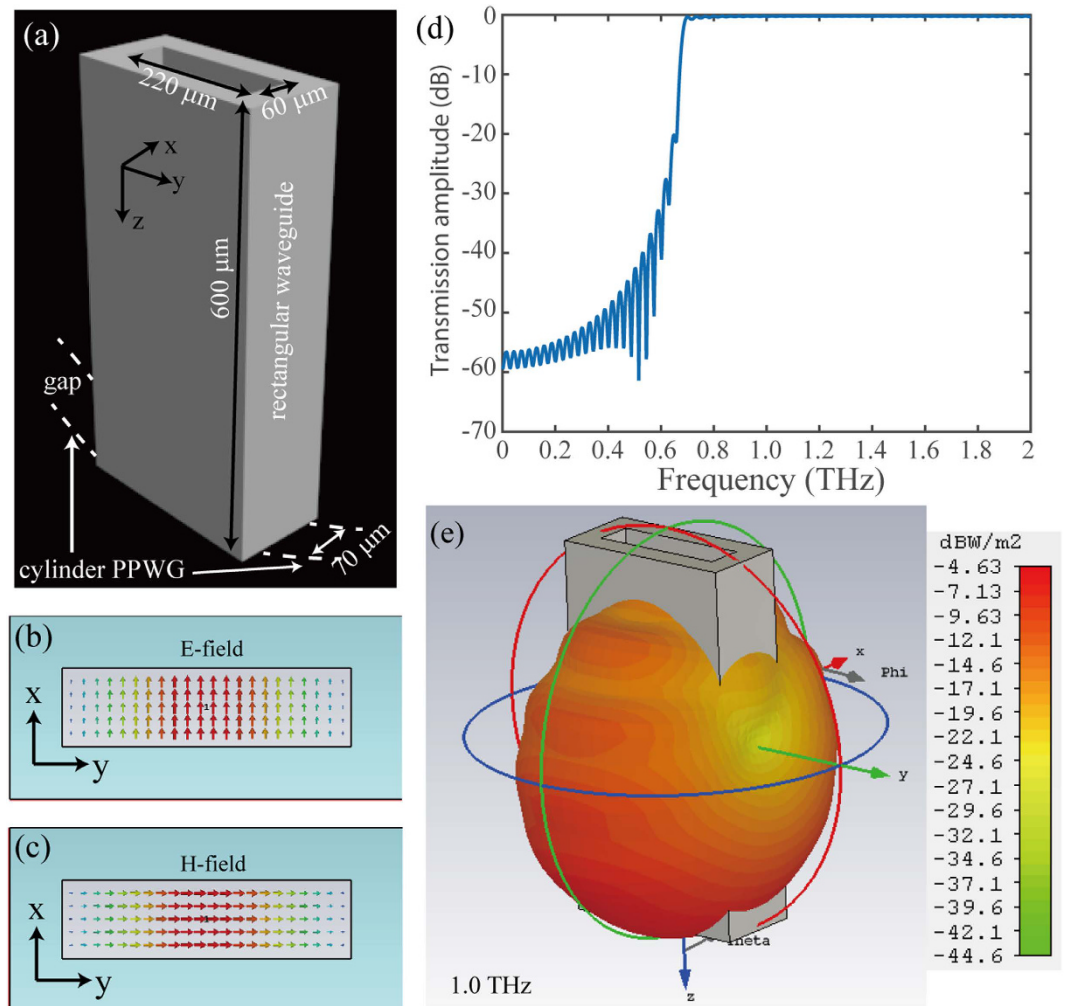 (a)
220 μm
60 μm
x
y
z
600 μm
rectangular waveguide
gap
70 μm
cylinder PPWG
(b)
E-field
x
y
1
(c)
H-field
x
y
(d)
Transmission amplitude (dB)
0
-10
-20
-30
-40
-50
-60
-70
0
0.2
0.4
0.6
0.8
1.0
1.2
1.4
1.6
1.8
2
Frequency (THz)
(e)
x
Phi
y
z
1.0 THz
dBW/m2
-4.63
-7.13
-9.63
-12.1
-14.6
-17.1
-19.6
-22.1
-24.6
-27.1
-29.6
-32.1
-34.6
-37.1
-39.6
-42.1
-44.6